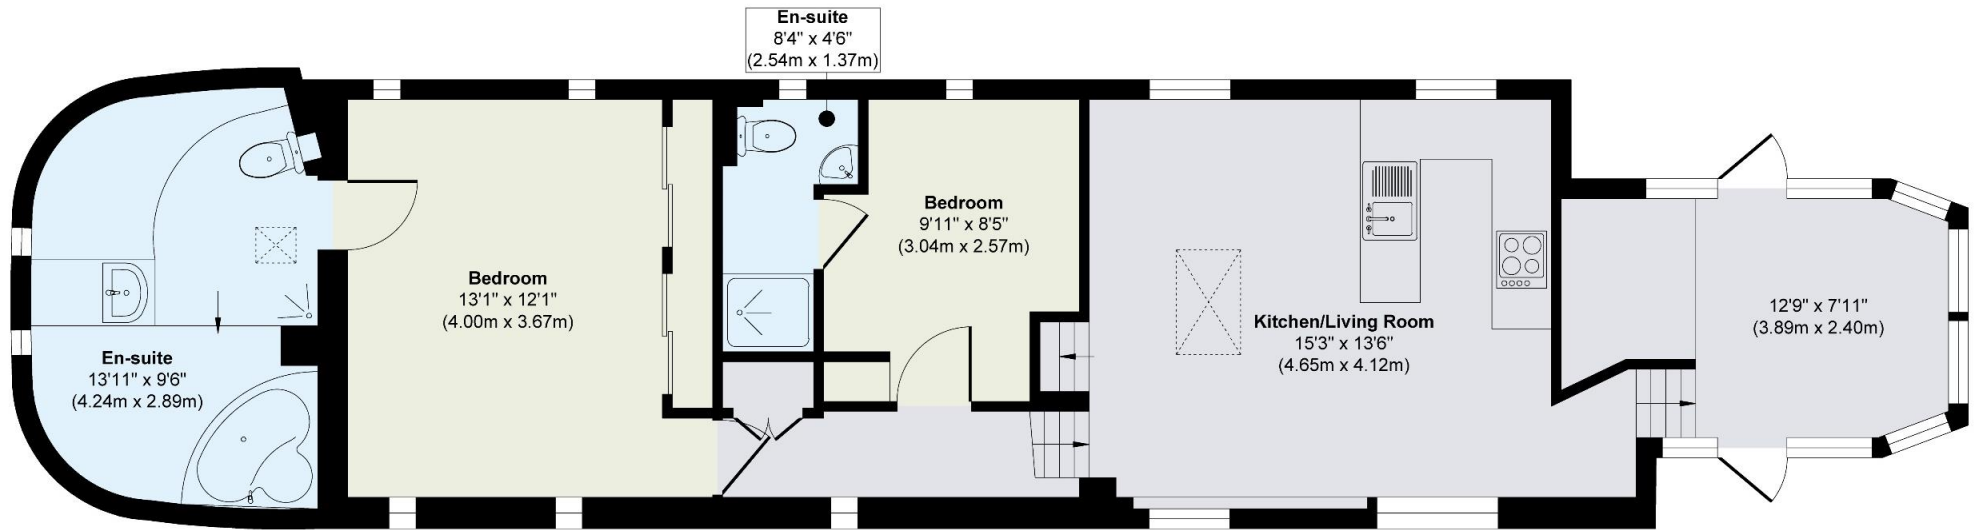 En-suite
8'4" x 4'6"
(2.54m x 1.37m)
Bedroom
9'11" x 8'5"
(3.04m x 2.57m)
Bedroom
13'1" x 12'1"
(4.00m x 3.67m)
12'9" x 7'11"
(3.89m x 2.40m)
Kitchen/Living Room
15'3" x 13'6"
(4.65m x 4.12m)
En-suite
13'11" x 9'6"
(4.24m x 2.89m)